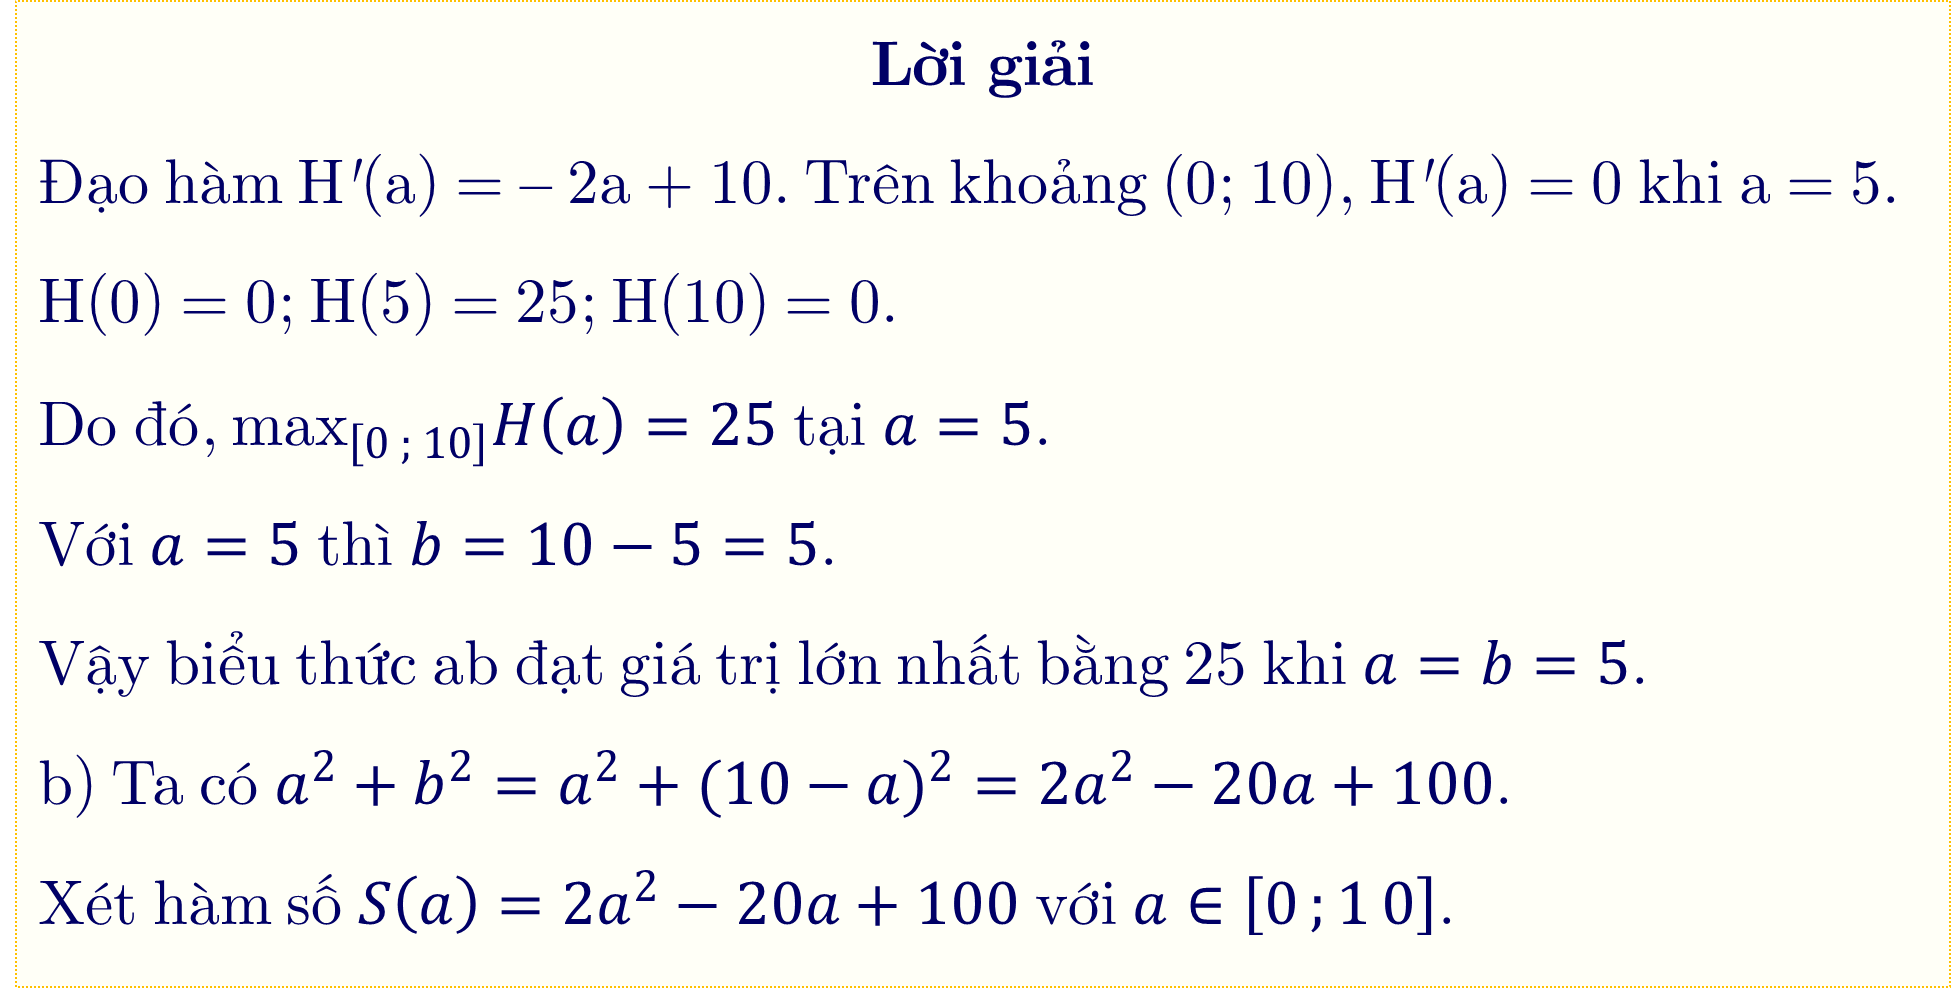 Lời giải
Đạo hàm H′(a) = – 2a + 10. Trên khoảng (0; 10), H′(a) = 0 khi a = 5.
H(0) = 0; H(5) = 25; H(10) = 0.
Do đó, max[0 ; 10]H(a) = 25 tại a = 5.
Với a = 5 thì b = 10 − 5 = 5.
Vậy biểu thức ab đạt giá trị lớn nhất bằng 25 khi a = b = 5.
b) Ta có a² + b² = a² + (10 − a)² = 2a² − 20a + 100.
Xét hàm số S(a) = 2a² − 20a + 100 với a ∈ [0 ; 1 0].